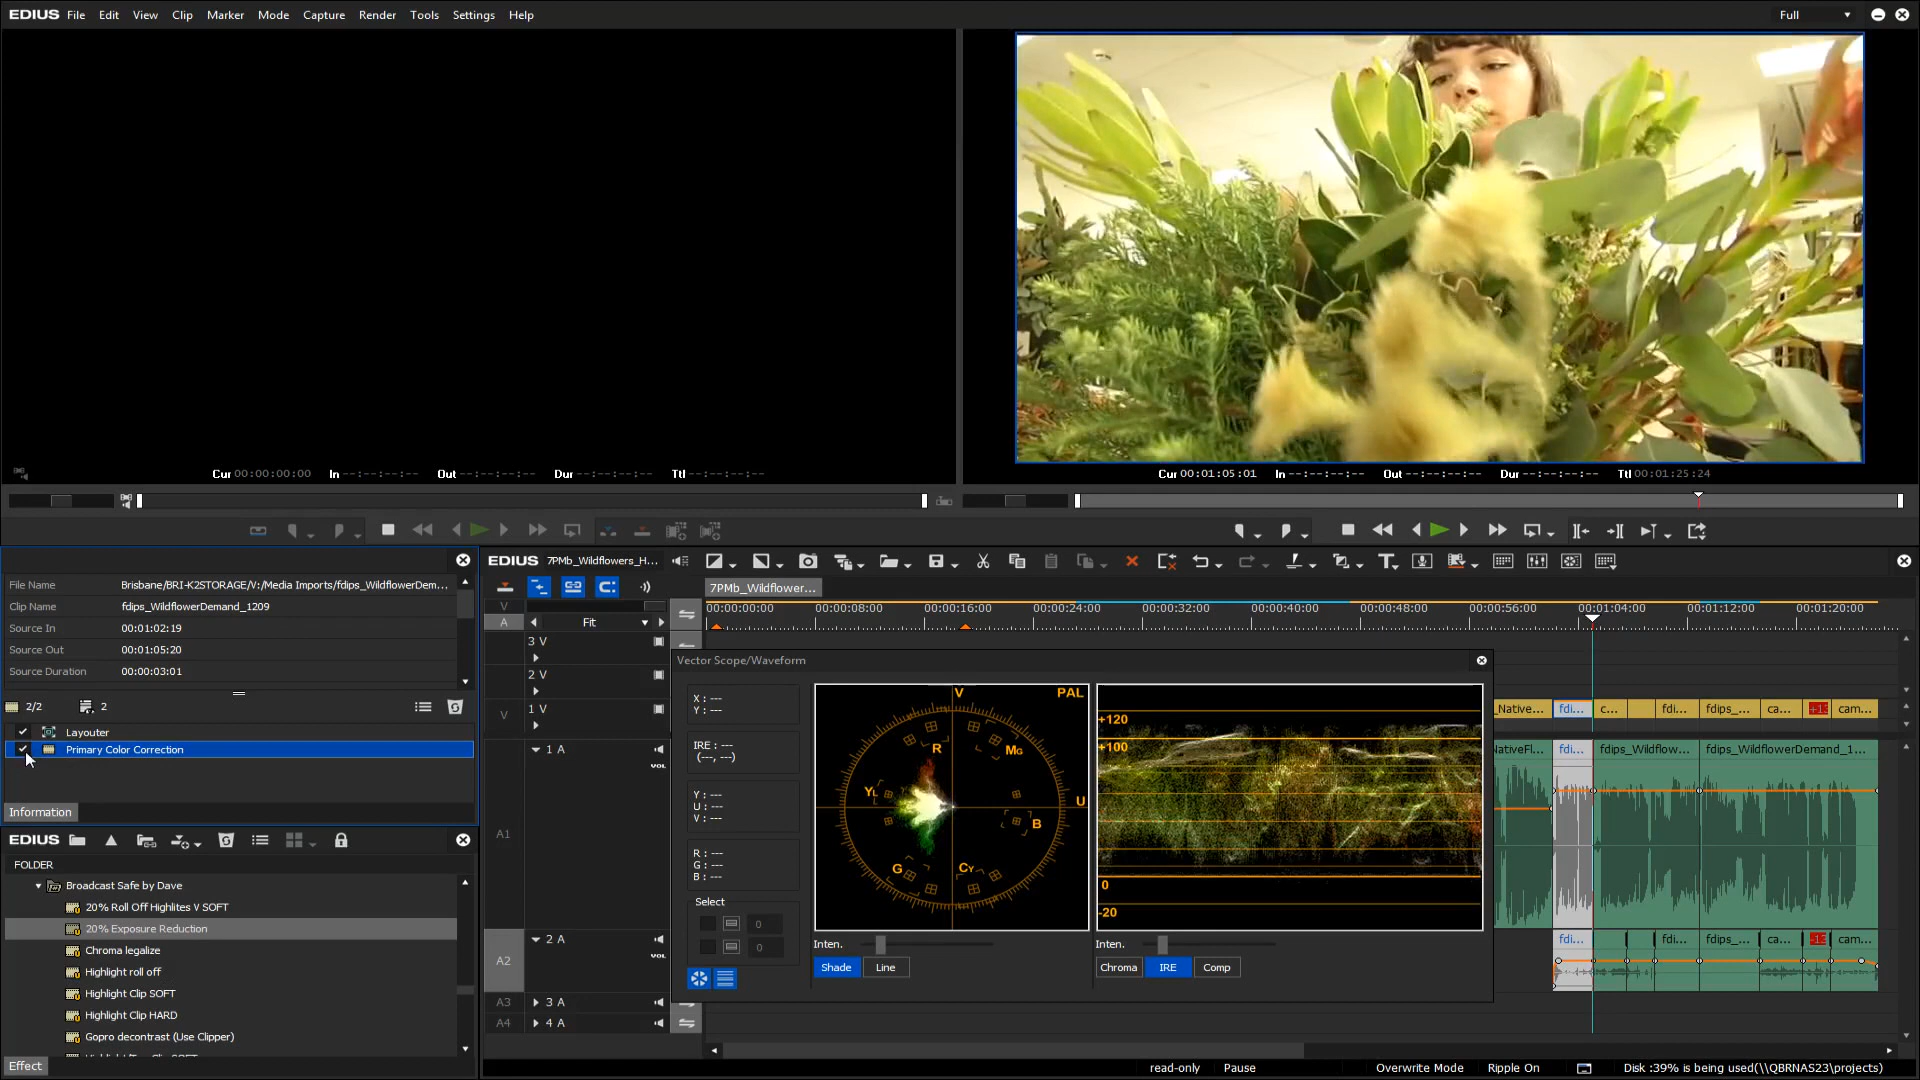 EDIUS File Edit View Clip Marker Mode Capture Render Tools Settings Help Full
Cur 00:00:00:00 In --:--:--:-- Out --:--:--:-- Dur --:--:--:-- Ttl --:--:--:--
Cur 00:01:05:01 In --:--:--:-- Out --:--:--:-- Dur --:--:--:-- Ttl 00:01:25:24
File Name Brisbane/BRI-K2STORAGE/V:/Media Imports/fdips_WildflowerDem...
Clip Name fdips_WildflowerDemand_1209
Source In 00:01:02:19
Source Out 00:01:05:20
Source Duration 00:00:03:01
2/2 2
Layouter
Primary Color Correction
Information
EDIUS
FOLDER
Broadcast Safe by Dave
20% Roll Off Highlites V SOFT
20% Exposure Reduction
Chroma legalize
Highlight roll off
Highlight Clip SOFT
Highlight Clip HARD
Gopro decontrast (Use Clipper)
Effect
EDIUS 7PMb_Wildflowers_H...
7PMb_Wildflower...
V
A
Fit
00:00:00:00 00:00:08:00 00:00:16:00 00:00:24:00 00:00:32:00 00:00:40:00 00:00:48:00 00:00:56:00 00:01:04:00 00:01:12:00 00:01:20:00
3 V
2 V
V
1 V
_Native... fdi... c... fdi... fdips_... ca... cam...
1 A
VOL
A1
NativeFl... fdi... fdips_Wildflow... fdips_WildflowerDemand_1...
2 A
VOL
A2
fdi... fdi... fdips_... ca... cam...
A3 3 A
A4 4 A
Vector Scope/Waveform
X : ---
Y : ---
IRE : ---
(---, ---)
Y : ---
U : ---
V : ---
R : ---
G : ---
B : ---
Select
0
0
V PAL
R MG
YL U
B
G CY
Inten.
Shade Line
+120
+100
0
-20
Inten.
Chroma IRE Comp
read-only Pause Overwrite Mode Ripple On Disk :39% is being used(\\QBRNAS23\projects)